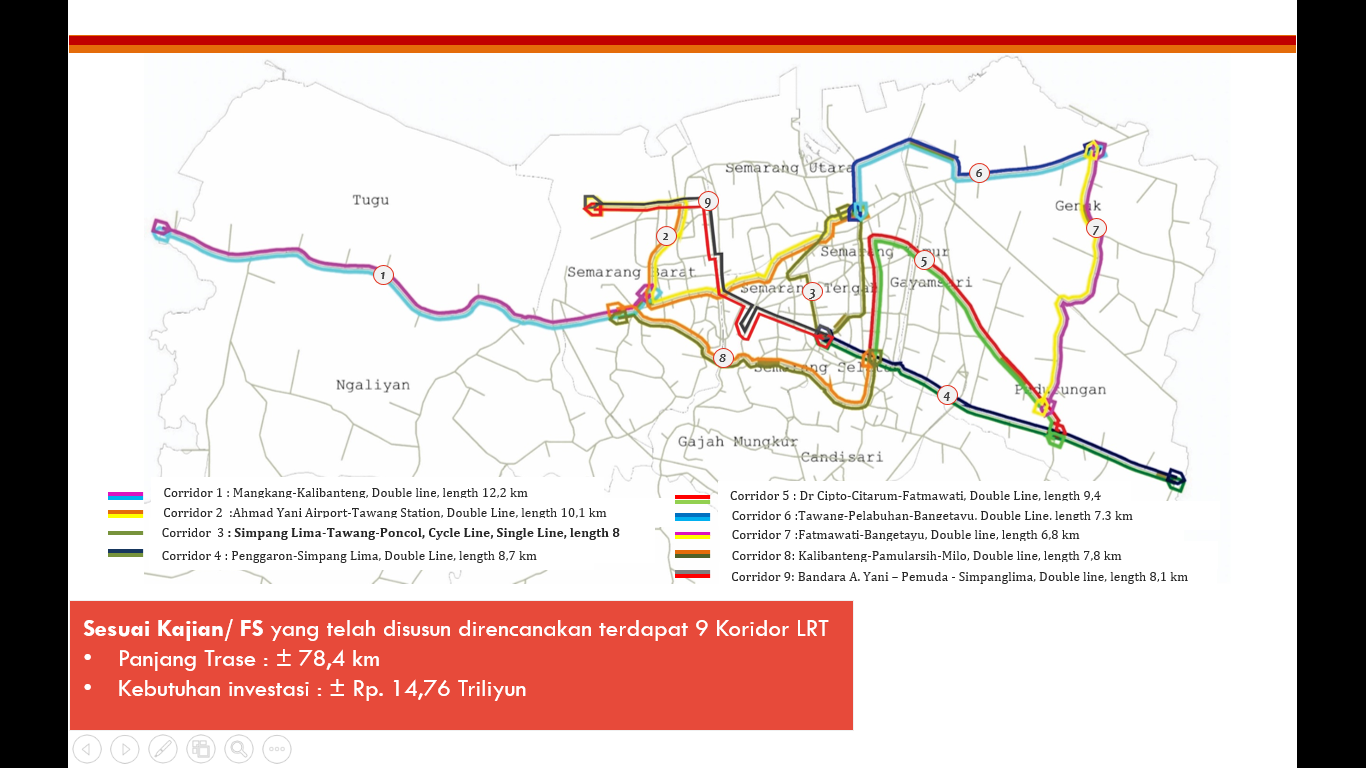 Semarang Utara
6
9
Tugu
Genuk
7
2
Semarang Timur
5
Semarang Barat
1
Gayamsari
Semarang Tengah
3
8
Semarang Selatan
Ngaliyan
4
Pedurungan
Gajah Mungkur
Candisari
Corridor 1 : Mangkang-Kalibanteng, Double line, length 12,2 km
Corridor 2 :Ahmad Yani Airport-Tawang Station, Double Line, length 10,1 km
Corridor 3 : Simpang Lima-Tawang-Poncol, Cycle Line, Single Line, length 8
Corridor 4 : Penggaron-Simpang Lima, Double Line, length 8,7 km
Corridor 5 : Dr Cipto-Citarum-Fatmawati, Double Line, length 9,4
Corridor 6 :Tawang-Pelabuhan-Bangetayu. Double Line. length 7.3 km
Corridor 7 :Fatmawati-Bangetayu, Double line, length 6,8 km
Corridor 8: Kalibanteng-Pamularsih-Milo, Double line, length 7,8 km
Corridor 9: Bandara A. Yani – Pemuda - Simpanglima, Double line, length 8,1 km
Sesuai Kajian/ FS yang telah disusun direncanakan terdapat 9 Koridor LRT
• Panjang Trase : ± 78,4 km
• Kebutuhan investasi : ± Rp. 14,76 Triliyun